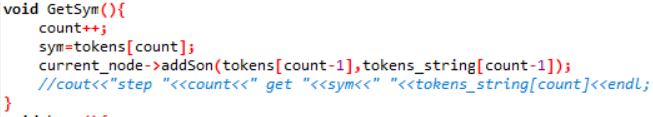 void GetSym(){
count++;
sym=tokens[count];
current_node->addSon(tokens[count-1],tokens_string[count-1]);
//cout<<"step "<<count<<" get "<<sym<<" "<<tokens_string[count]<<endl;
}